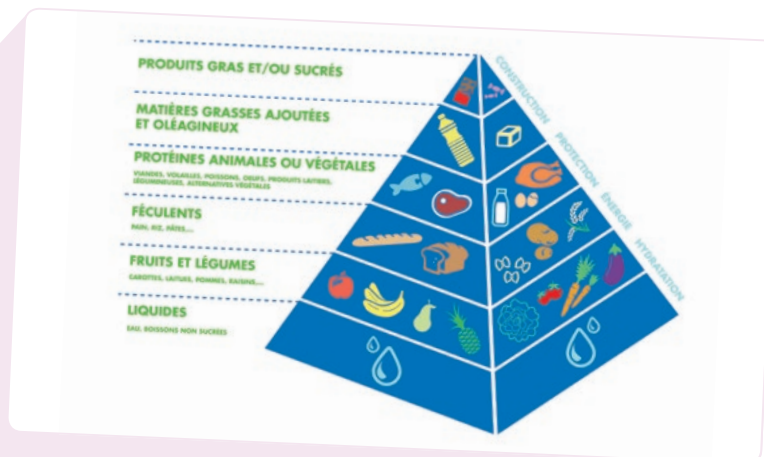 PRODUITS GRAS ET/OU SUCRÉS
MATIÈRES GRASSES AJOUTÉES
ET OLÉAGINEUX
PROTÉINES ANIMALES OU VÉGÉTALES
VIANDES, VOLAILLES, POISSONS, OEUFS, PRODUITS LAITIERS,
LÉGUMINEUSES, ALTERNATIVES VÉGÉTALES
FÉCULENTS
PAIN, RIZ, PÂTES,...
FRUITS ET LÉGUMES
CAROTTES, LAITUES, POMMES, RAISINS,...
LIQUIDES
EAU, BOISSONS NON SUCRÉES
CONSTRUCTION PROTECTION ÉNERGIE HYDRATATION